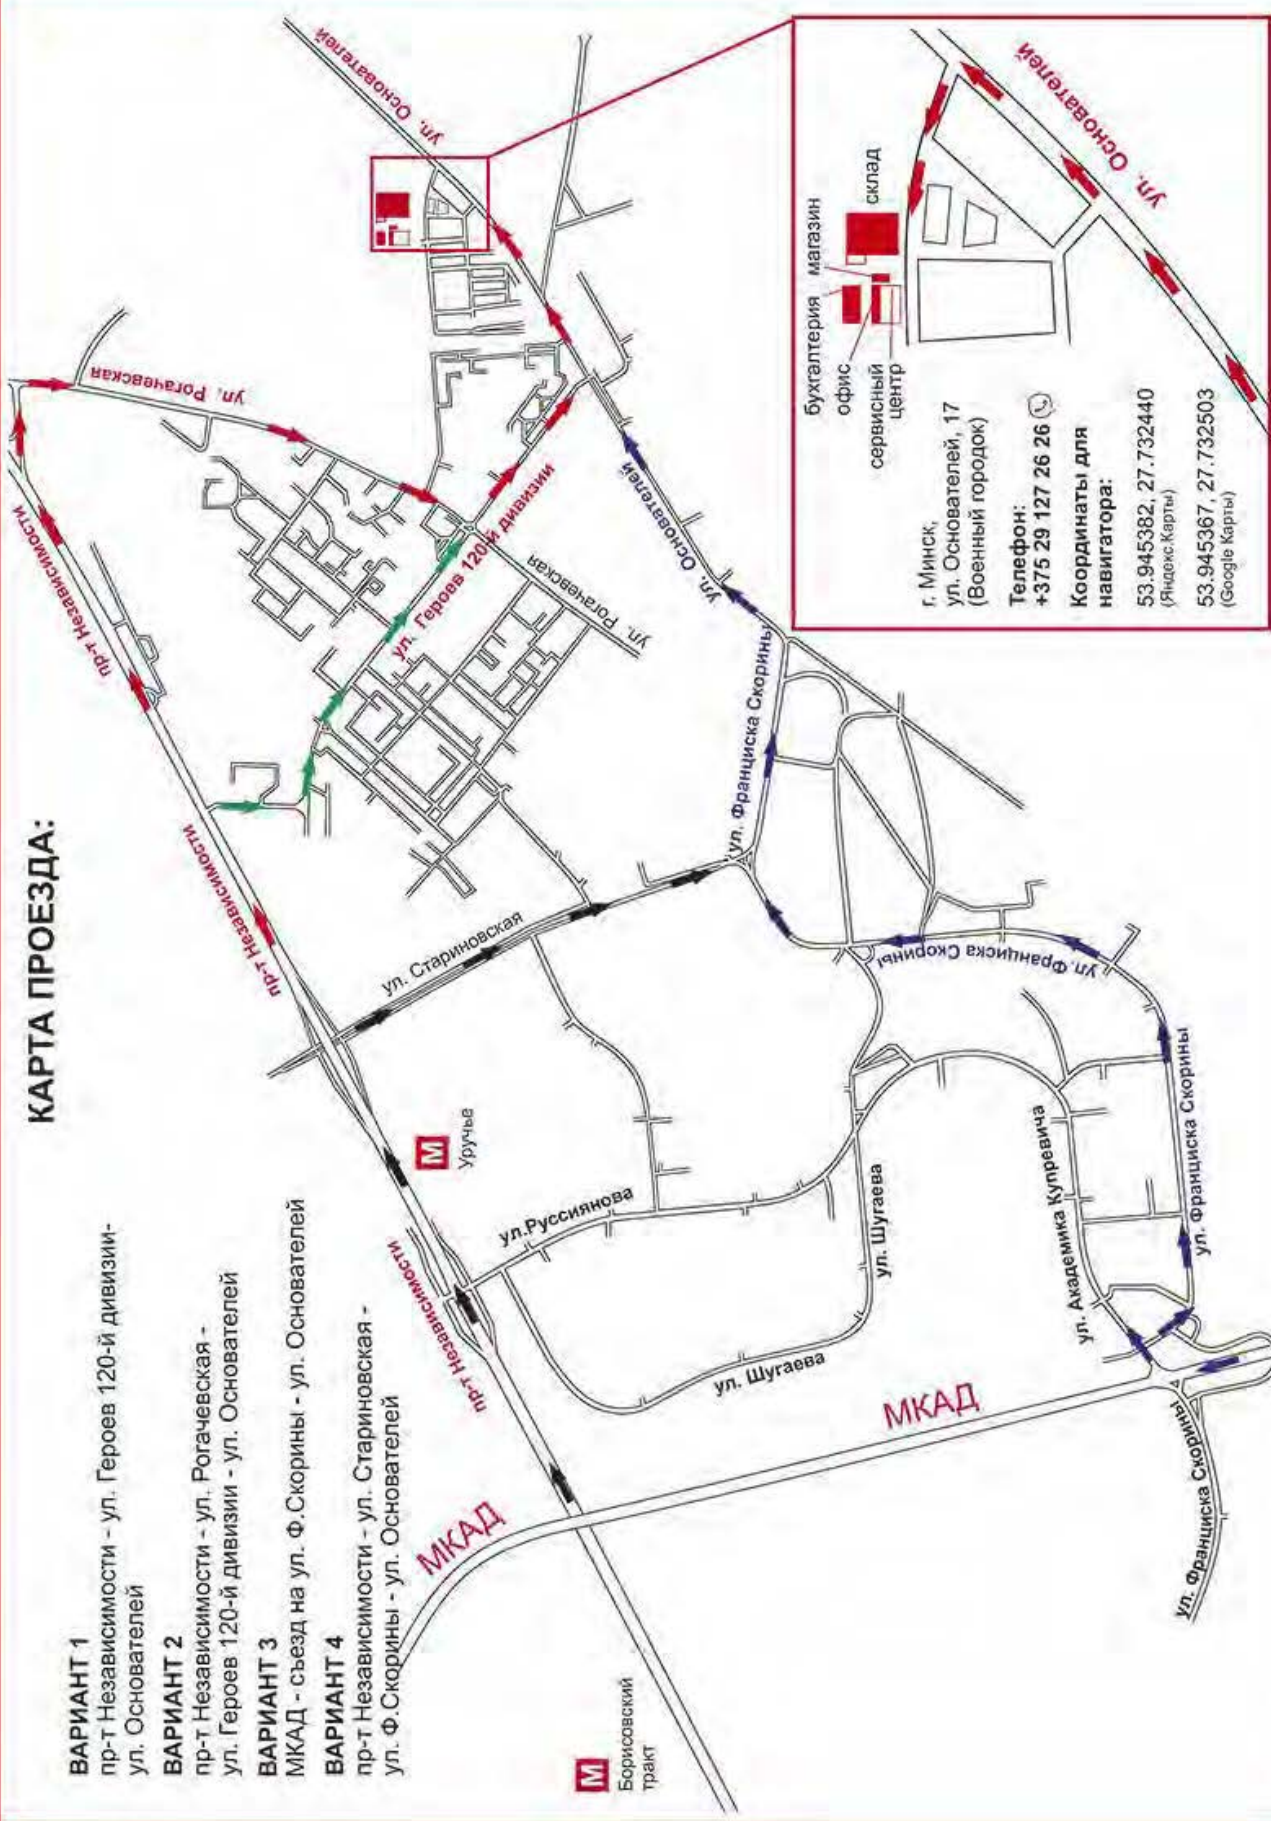 КАРТА ПРОЕЗДА:
ВАРИАНТ 1
пр-т Независимости - ул. Героев 120-й дивизии-
ул. Основателей
ВАРИАНТ 2
пр-т Независимости - ул. Рогачевская -
ул. Героев 120-й дивизии - ул. Основателей
ВАРИАНТ 3
МКАД - съезд на ул. Ф.Скорины - ул. Основателей
ВАРИАНТ 4
пр-т Независимости - ул. Стариновская -
ул. Ф.Скорины - ул. Основателей
М
Борисовский
тракт
МКАД
МКАД
пр-т Независимости
М
Уручье
ул.Руссиянова
ул. Шугаева
ул. Шугаева
ул. Академика Купревича
ул. Франциска Скорины
ул. Франциска Скорины
ул. Франциска Скорины
ул. Франциска Скорины
ул. Стариновская
пр-т Независимости
пр-т Независимости
пр-т Независимости
ул. Героев 120-й дивизии
ул. Рогачевская
ул. Рогачевская
ул. Основателей
ул. Основателей
бухгалтерия
магазин
офис
склад
сервисный
центр
ул. Основателей
г. Минск,
ул. Основателей, 17
(Военный городок)
Телефон:
+375 29 127 26 26
Координаты для
навигатора:
53.945382, 27.732440
(Яндекс.Карты)
53.945367, 27.732503
(Google Карты)